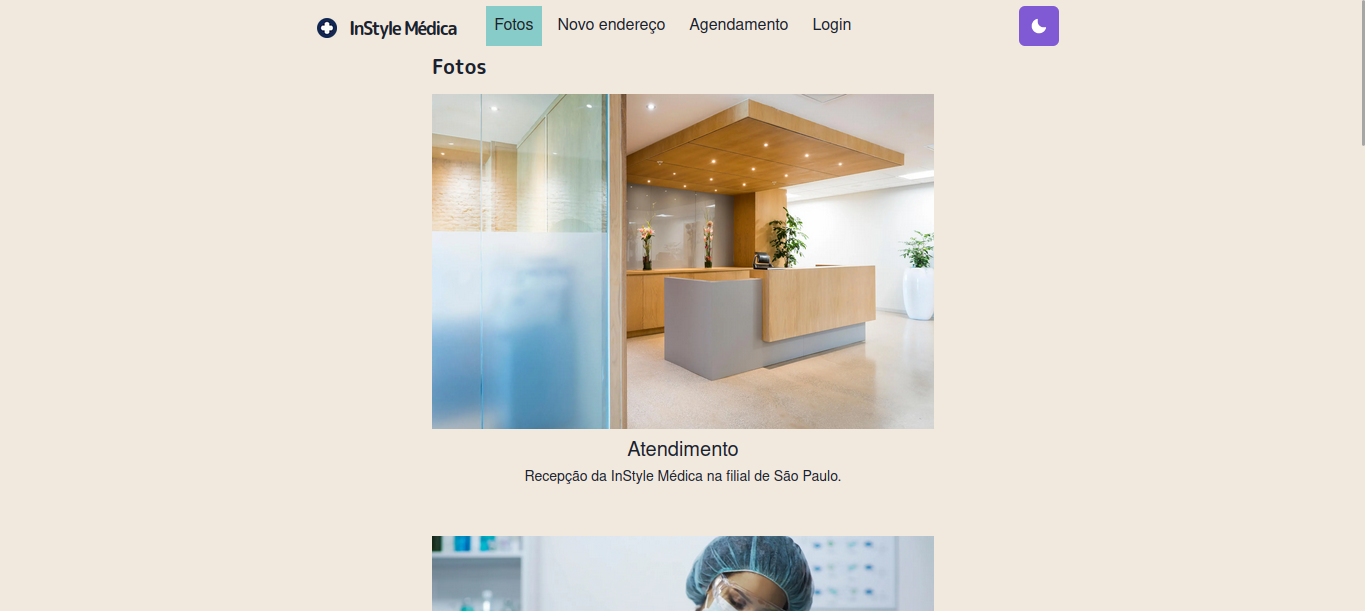 InStyle Médica
Fotos
Novo endereço
Agendamento
Login
Fotos
Atendimento
Recepção da InStyle Médica na filial de São Paulo.